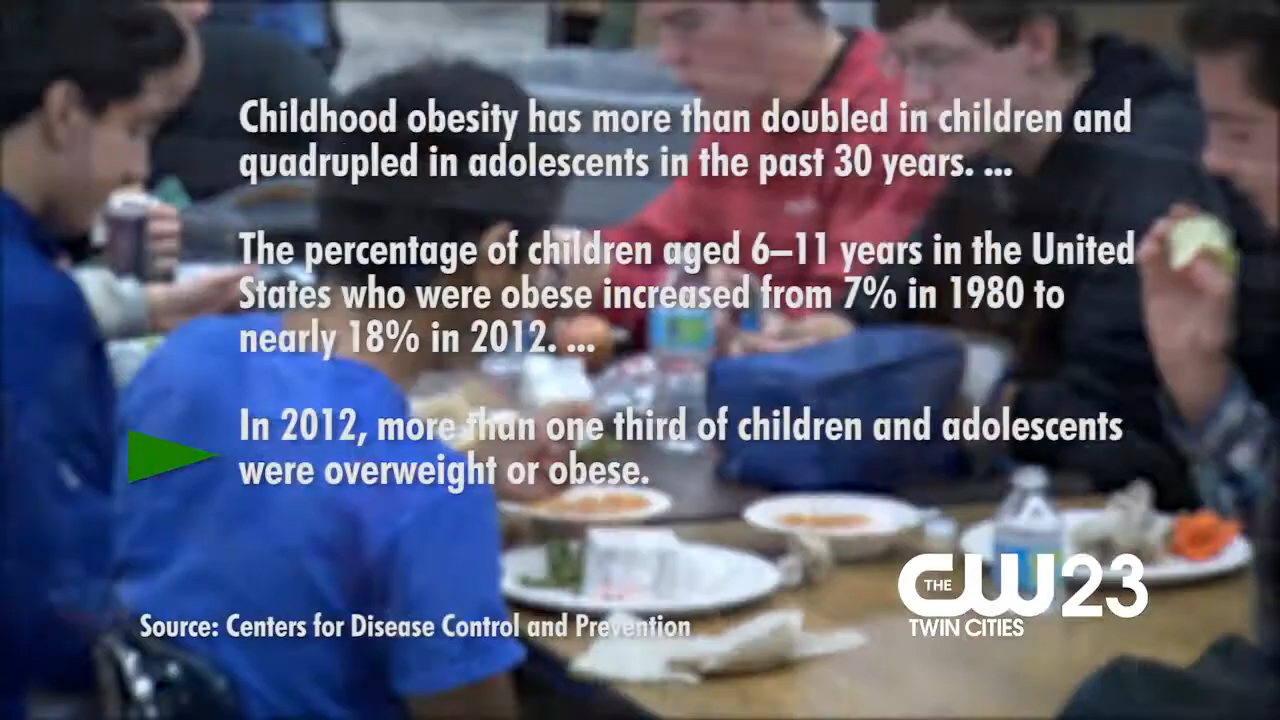 Childhood obesity has more than doubled in children and
quadrupled in adolescents in the past 30 years. ...
The percentage of children aged 6–11 years in the United
States who were obese increased from 7% in 1980 to
nearly 18% in 2012. ...
In 2012, more than one third of children and adolescents
were overweight or obese.
Source: Centers for Disease Control and Prevention
THE CW 23
TWIN CITIES